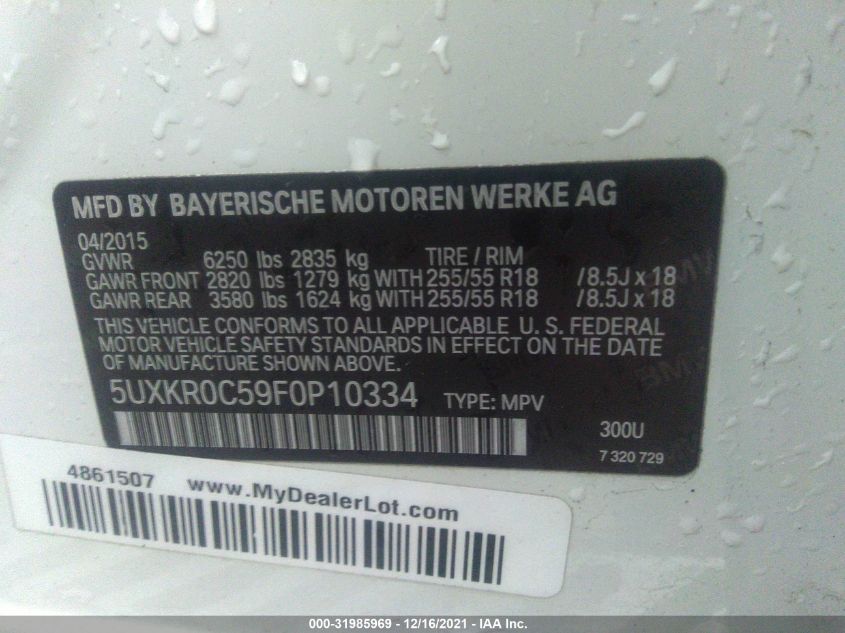 MFD BY BAYERISCHE MOTOREN WERKE AG
04/2015
GVWR 6250 lbs 2835 kg TIRE / RIM
GAWR FRONT 2820 lbs 1279 kg WITH 255/55 R18 /8.5J x 18
GAWR REAR 3580 lbs 1624 kg WITH 255/55 R18 /8.5J x 18
THIS VEHICLE CONFORMS TO ALL APPLICABLE U. S. FEDERAL
MOTOR VEHICLE SAFETY STANDARDS IN EFFECT ON THE DATE
OF MANUFACTURE SHOWN ABOVE.
5UXKR0C59F0P10334 TYPE: MPV
300U
7 320 729
4861507 www.MyDealerLot.com
000-31985969 - 12/16/2021 - IAA Inc.